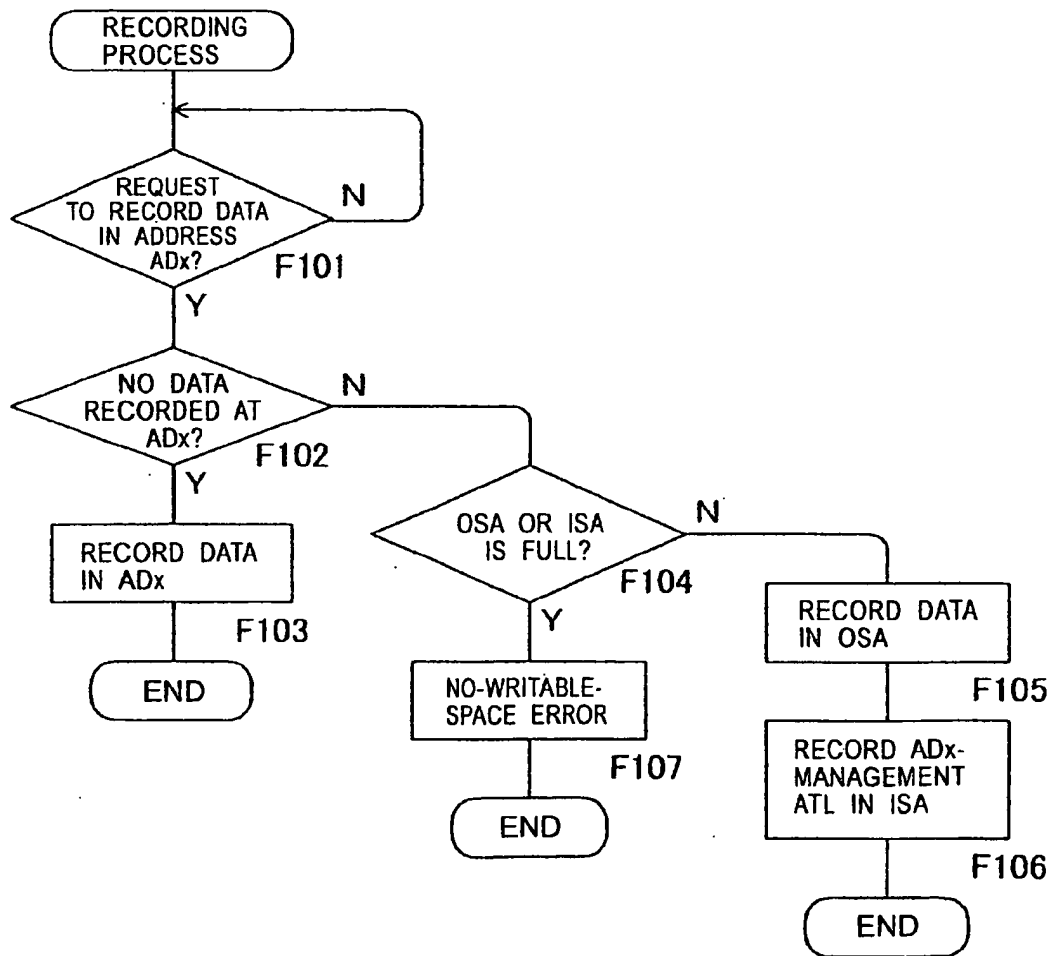 RECORDING
PROCESS
REQUEST
TO RECORD DATA
IN ADDRESS
ADx?
N
F101
Y
NO DATA
RECORDED AT
ADx?
N
F102
Y
RECORD DATA
IN ADx
F103
END
OSA OR ISA
IS FULL?
N
F104
Y
NO-WRITABLE-
SPACE ERROR
F107
END
RECORD DATA
IN OSA
F105
RECORD ADx-
MANAGEMENT
ATL IN ISA
F106
END